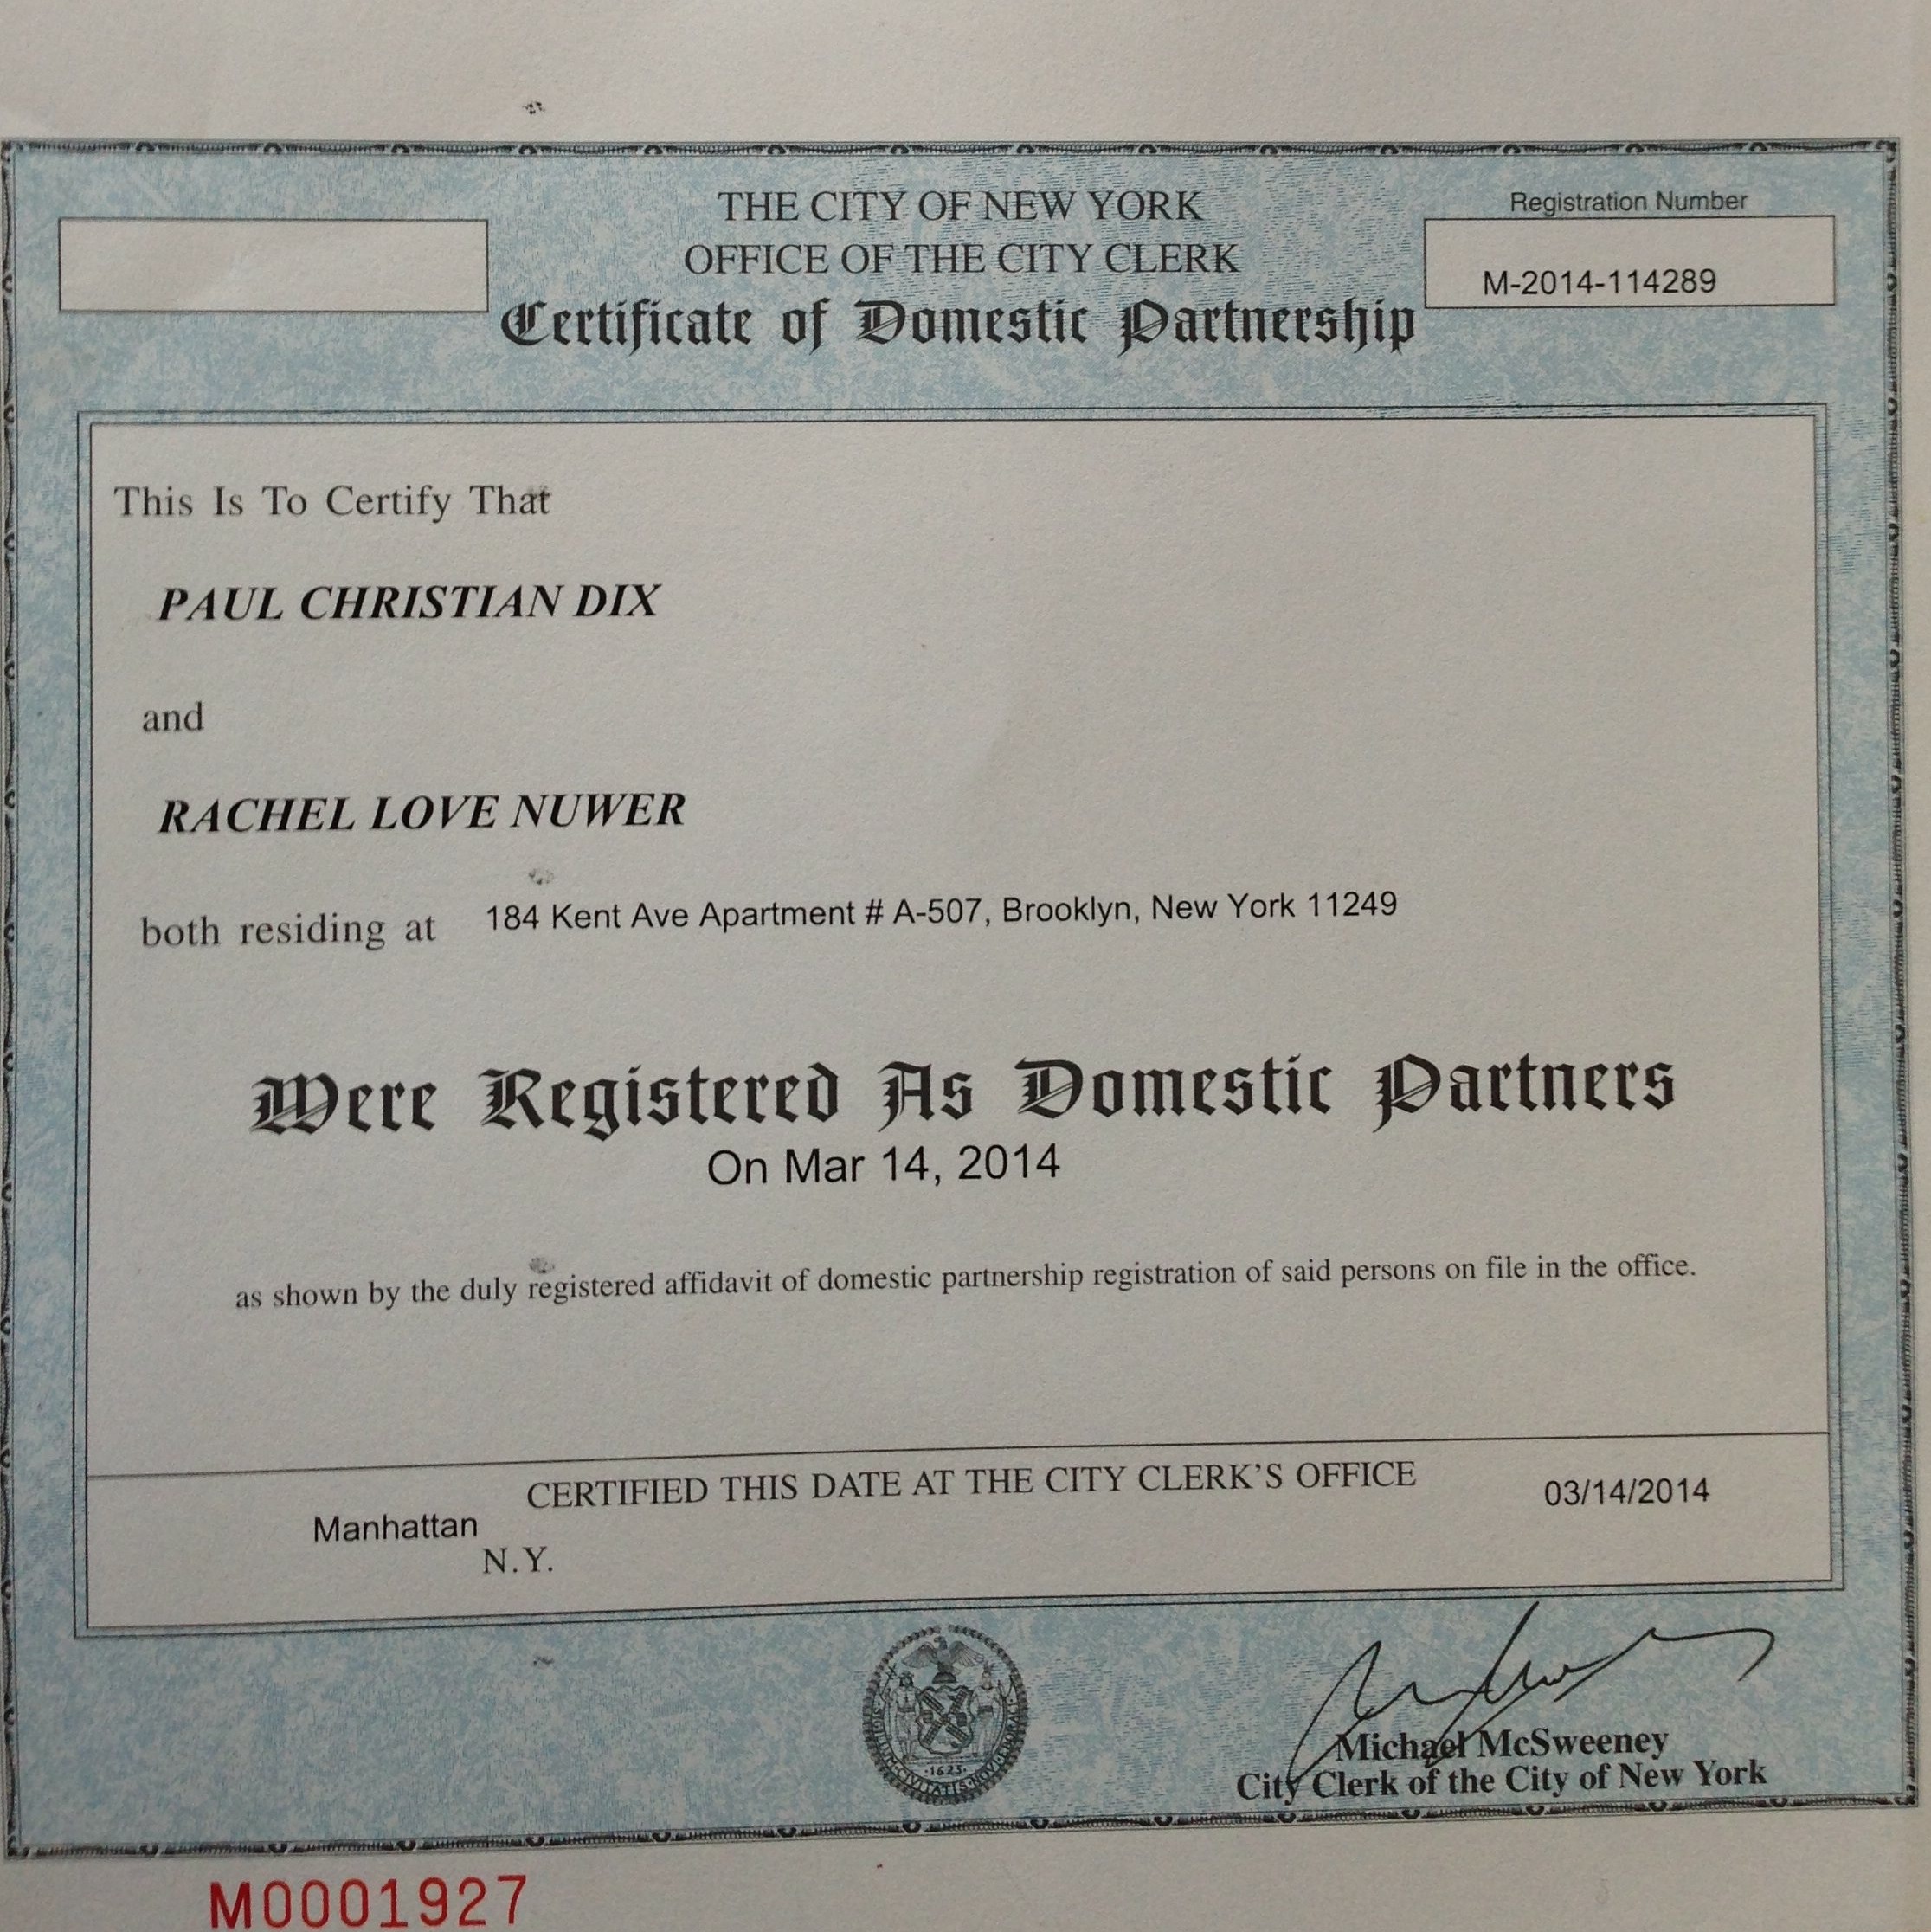 THE CITY OF NEW YORK
OFFICE OF THE CITY CLERK
Certificate of Domestic Partnership
Registration Number
M-2014-114289
This Is To Certify That
PAUL CHRISTIAN DIX
and
RACHEL LOVE NUWER
both residing at 184 Kent Ave Apartment # A-507, Brooklyn, New York 11249
Were Registered As Domestic Partners
On Mar 14, 2014
as shown by the duly registered affidavit of domestic partnership registration of said persons on file in the office.
CERTIFIED THIS DATE AT THE CITY CLERK'S OFFICE 03/14/2014
Manhattan
N.Y.
1625
Michael McSweeney
City Clerk of the City of New York
M0001927